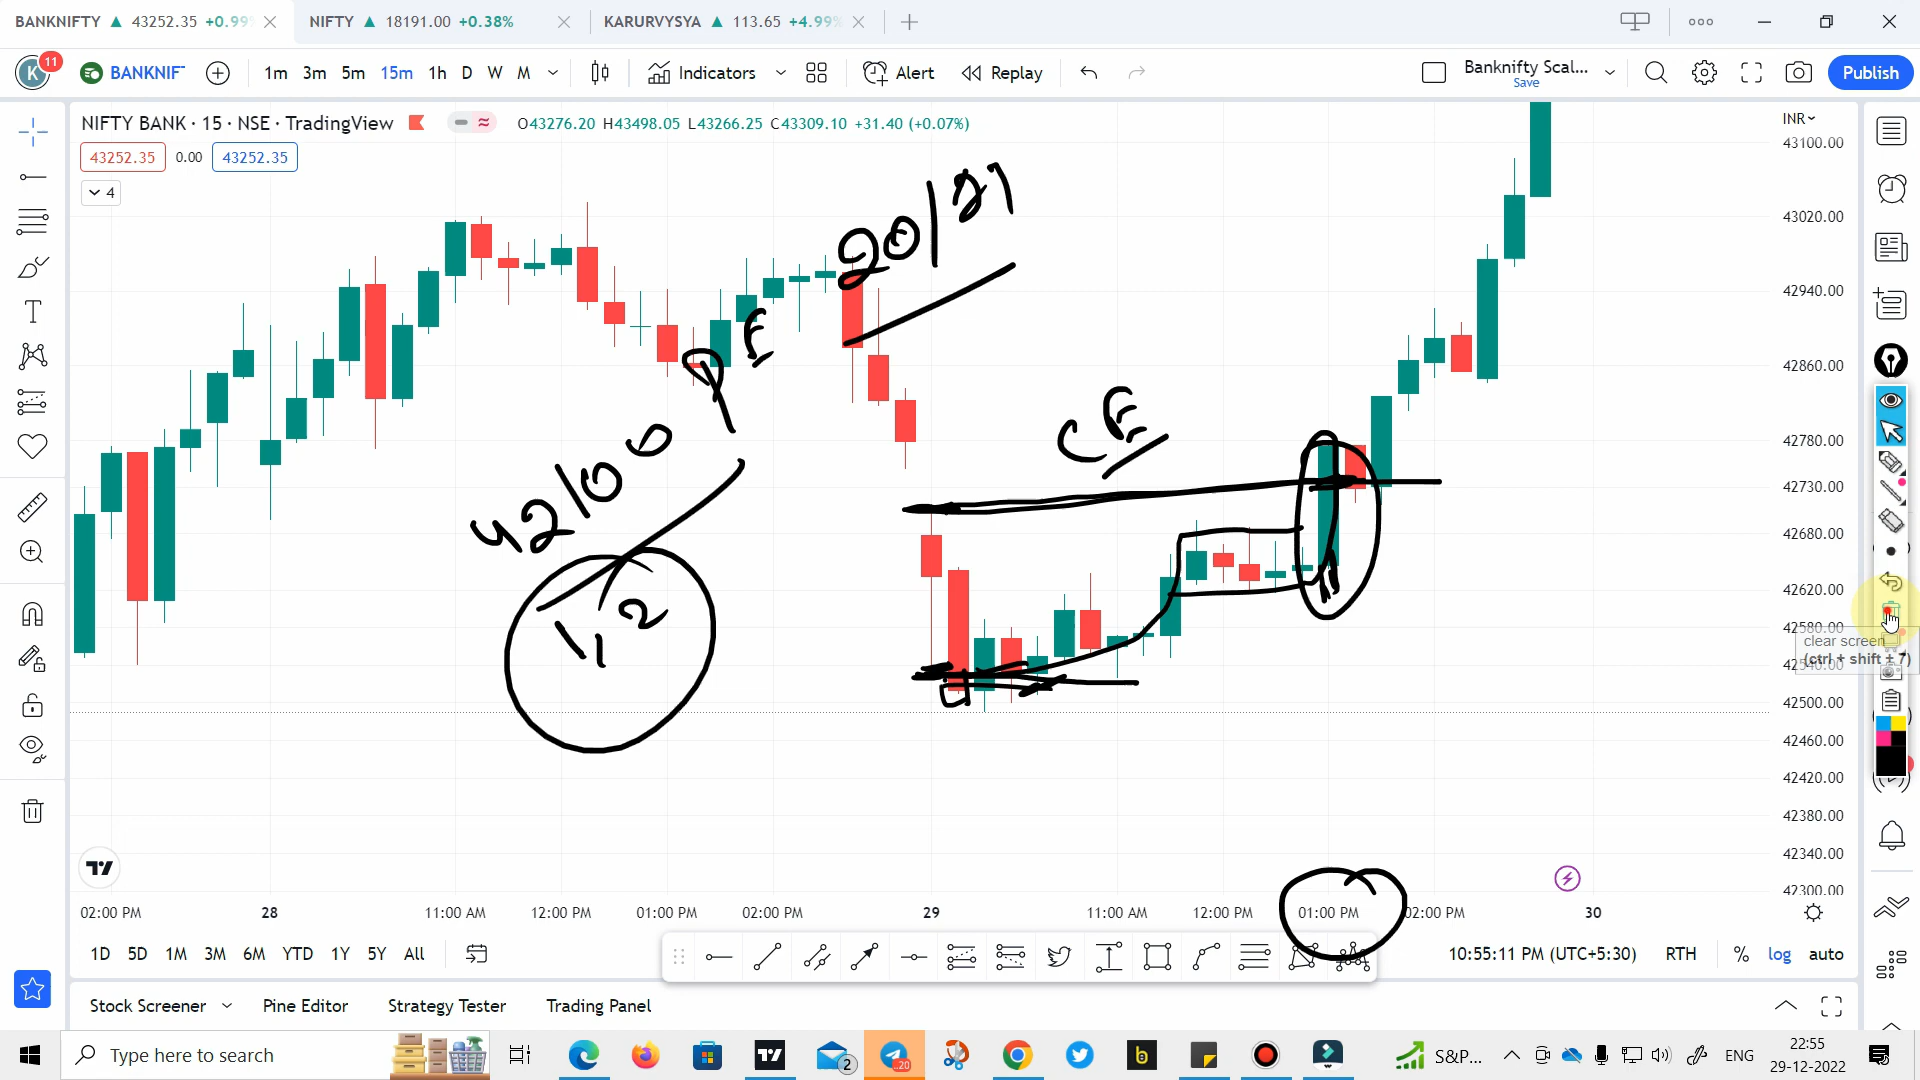 BANKNIFTY ▲ 43252.35 +0.99% NIFTY ▲ 18191.00 +0.38% KARURVYSYA ▲ 113.65 +4.99%
K 11 BANKNIF 1m 3m 5m 15m 1h D W M Indicators Alert Replay Banknifty Scal... Publish
Save
NIFTY BANK · 15 · NSE · TradingView O43276.20 H43498.05 L43266.25 C43309.10 +31.40 (+0.07%) INR
43252.35 0.00 43252.35
4
43100.00
43020.00
42940.00
42860.00
42780.00
42730.00
42680.00
42620.00
42580.00
42540.00
42500.00
42460.00
42420.00
42380.00
42340.00
42300.00
20/21
PE
CE
42100
1,2
clear screen
(ctrl + shift + 7)
02:00 PM 28 11:00 AM 12:00 PM 01:00 PM 02:00 PM 29 11:00 AM 12:00 PM 01:00 PM 02:00 PM 30
1D 5D 1M 3M 6M YTD 1Y 5Y All 10:55:11 PM (UTC+5:30) RTH % log auto
Stock Screener Pine Editor Strategy Tester Trading Panel
Type here to search 2 20 b S&P... ENG 22:55
29-12-2022